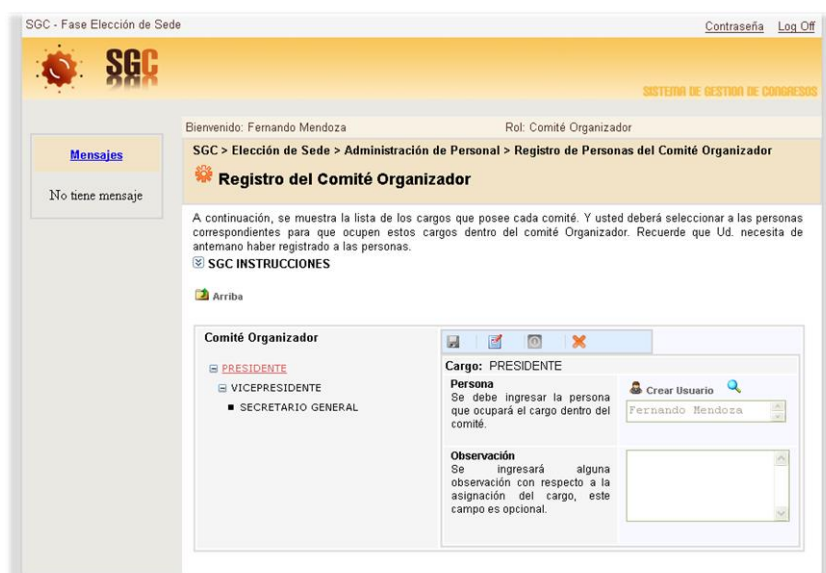 SGC - Fase Elección de Sede
Contraseña Log Off
SGC
SISTEMA DE GESTION DE CONGRESOS
Bienvenido: Fernando Mendoza Rol: Comité Organizador
Mensajes
No tiene mensaje
SGC > Elección de Sede > Administración de Personal > Registro de Personas del Comité Organizador
Registro del Comité Organizador
A continuación, se muestra la lista de los cargos que posee cada comité. Y usted deberá seleccionar a las personas
correspondientes para que ocupen estos cargos dentro del comité Organizador. Recuerde que Ud. necesita de
antemano haber registrado a las personas.
SGC INSTRUCCIONES
Arriba
Comité Organizador
PRESIDENTE
VICEPRESIDENTE
SECRETARIO GENERAL
Cargo: PRESIDENTE
Persona
Se debe ingresar la persona
que ocupará el cargo dentro del
comité.
Crear Usuario
Fernando Mendoza
Observación
Se ingresará alguna
observación con respecto a la
asignación del cargo, este
campo es opcional.